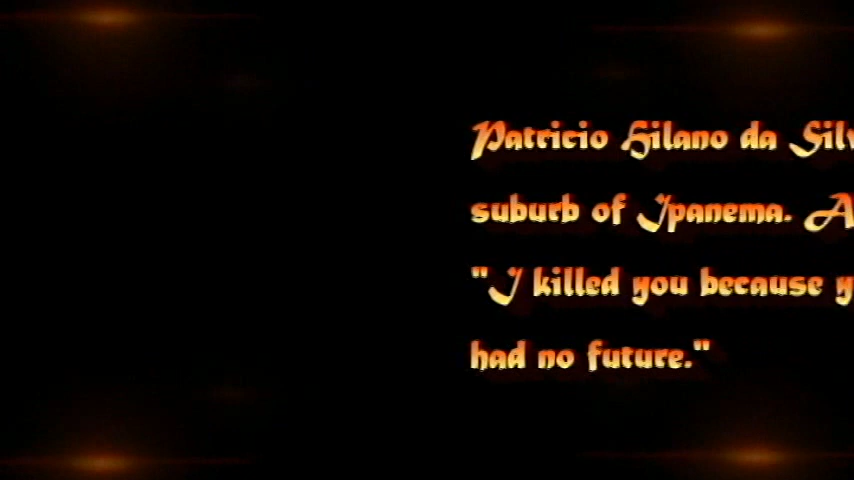 Patricio Hilano da Silv
suburb of Ipanema. A
"I killed you because y
had no future."